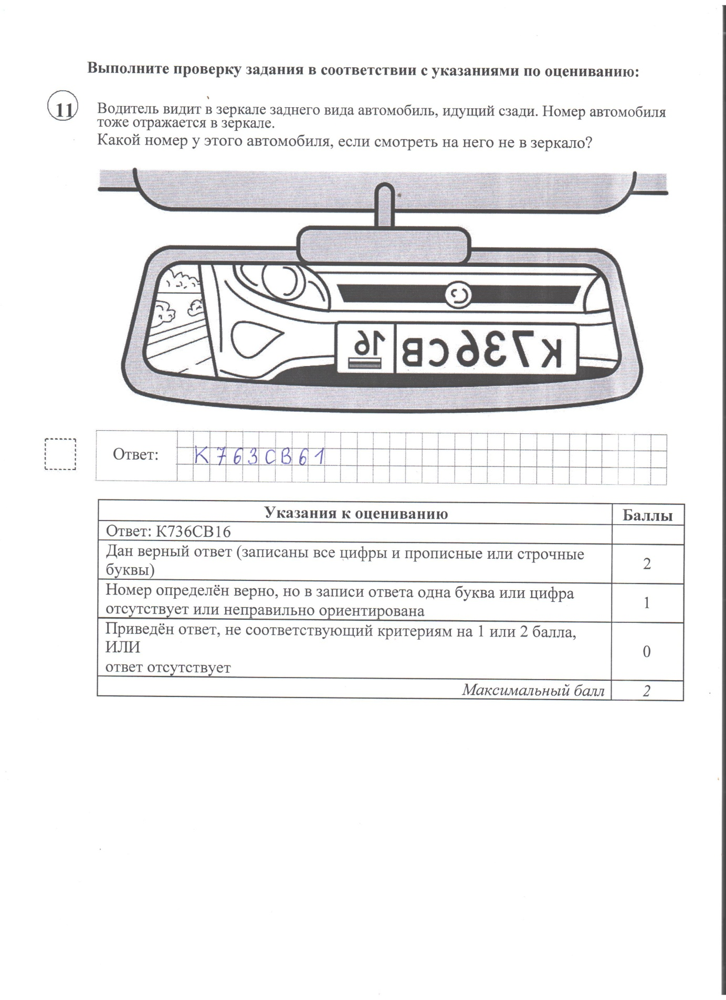 Выполните проверку задания в соответствии с указаниями по оцениванию:
11
Водитель видит в зеркале заднего вида автомобиль, идущий сзади. Номер автомобиля
тоже отражается в зеркале.
Какой номер у этого автомобиля, если смотреть на него не в зеркало?
К736СВ 16
Ответ: К763СВ61
Указания к оцениванию Баллы
Ответ: К736СВ16
Дан верный ответ (записаны все цифры и прописные или строчные
буквы) 2
Номер определён верно, но в записи ответа одна буква или цифра
отсутствует или неправильно ориентирована 1
Приведён ответ, не соответствующий критериям на 1 или 2 балла,
ИЛИ
ответ отсутствует 0
Максимальный балл 2